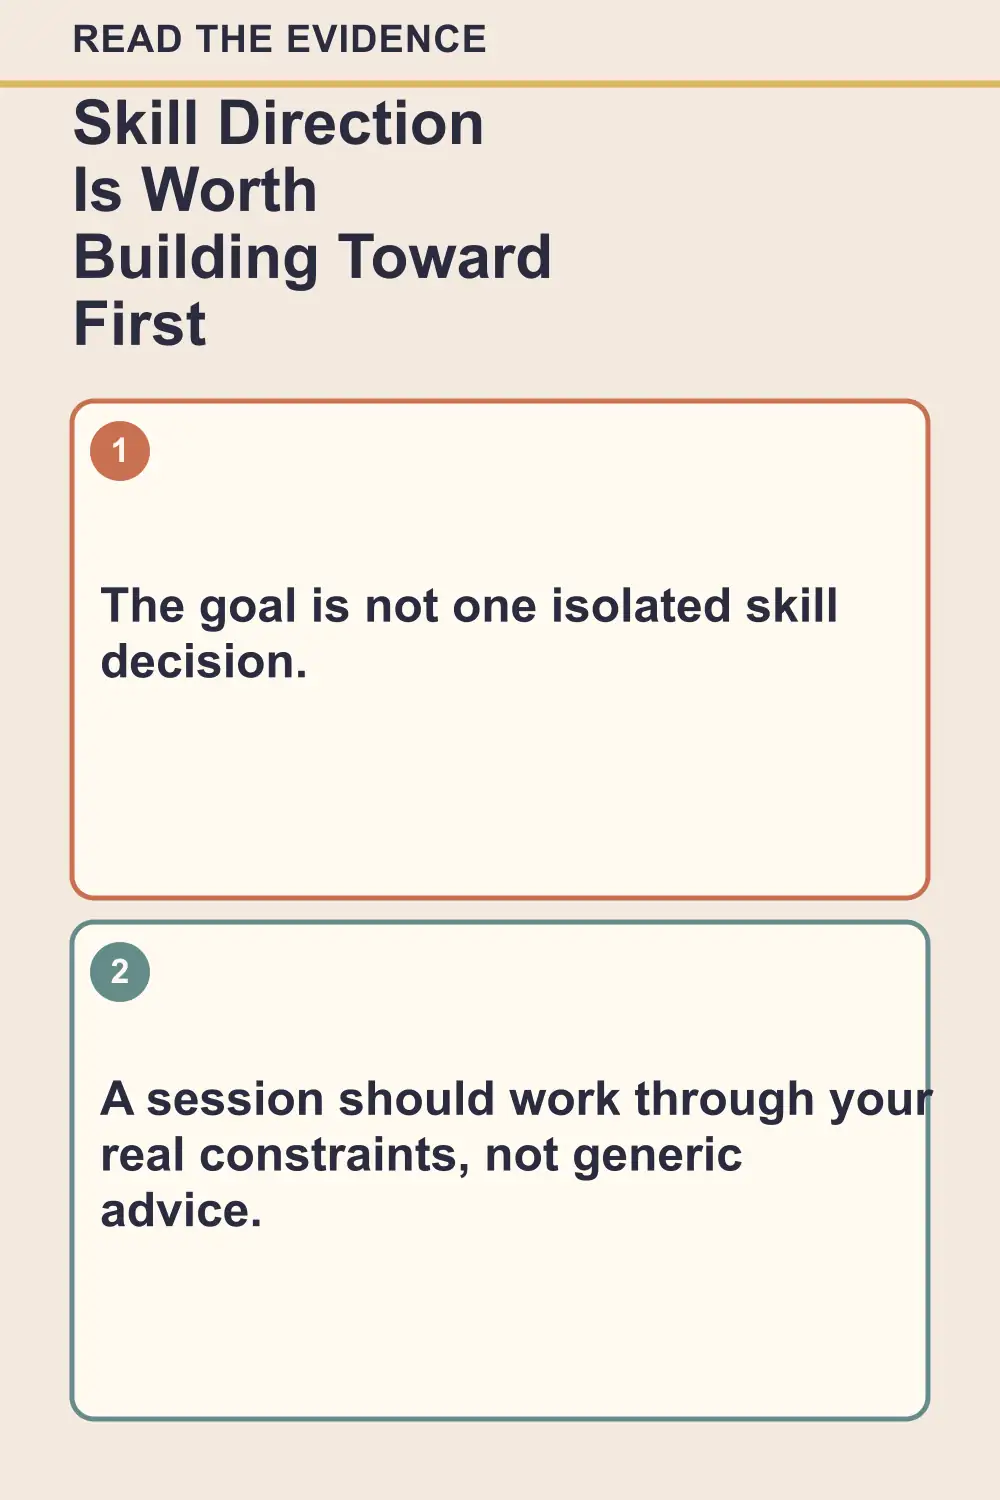 READ THE EVIDENCE
Skill Direction
Is Worth
Building Toward
First
1
The goal is not one isolated skill
decision.
2
A session should work through your
real constraints, not generic
advice.